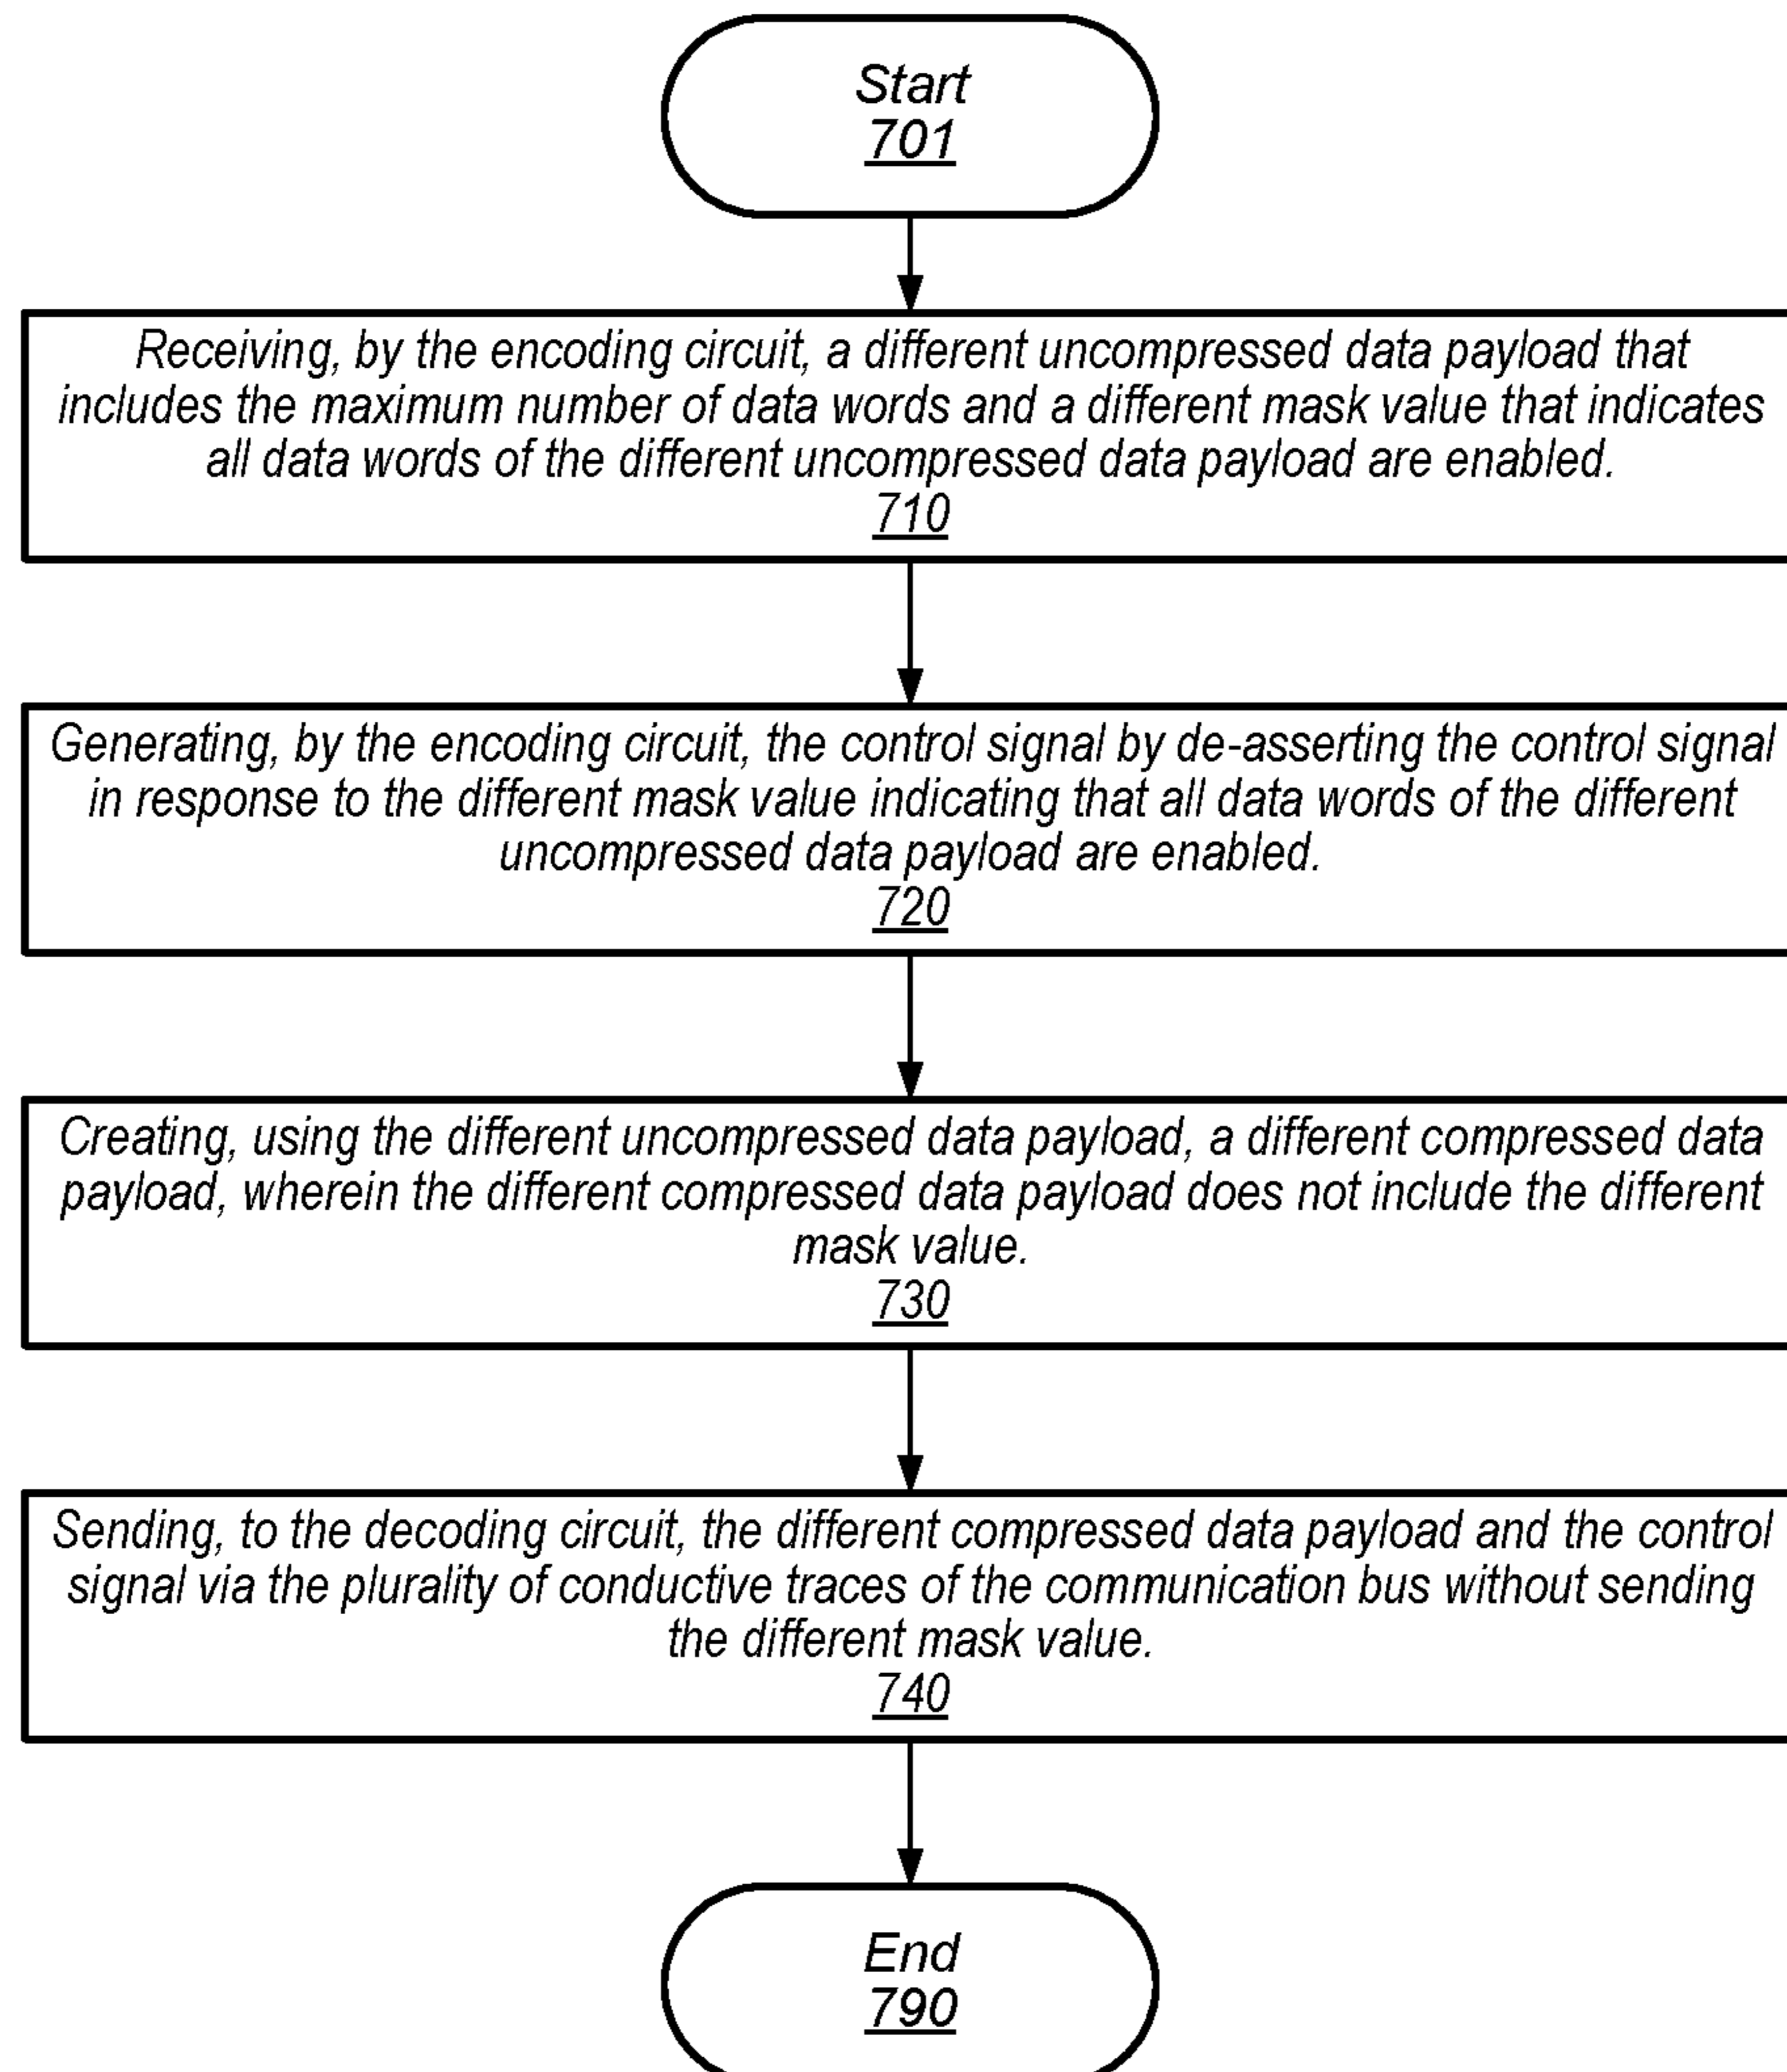 Start
701
Receiving, by the encoding circuit, a different uncompressed data payload that
includes the maximum number of data words and a different mask value that indicates
all data words of the different uncompressed data payload are enabled.
710
Generating, by the encoding circuit, the control signal by de-asserting the control signal
in response to the different mask value indicating that all data words of the different
uncompressed data payload are enabled.
720
Creating, using the different uncompressed data payload, a different compressed data
payload, wherein the different compressed data payload does not include the different
mask value.
730
Sending, to the decoding circuit, the different compressed data payload and the control
signal via the plurality of conductive traces of the communication bus without sending
the different mask value.
740
End
790